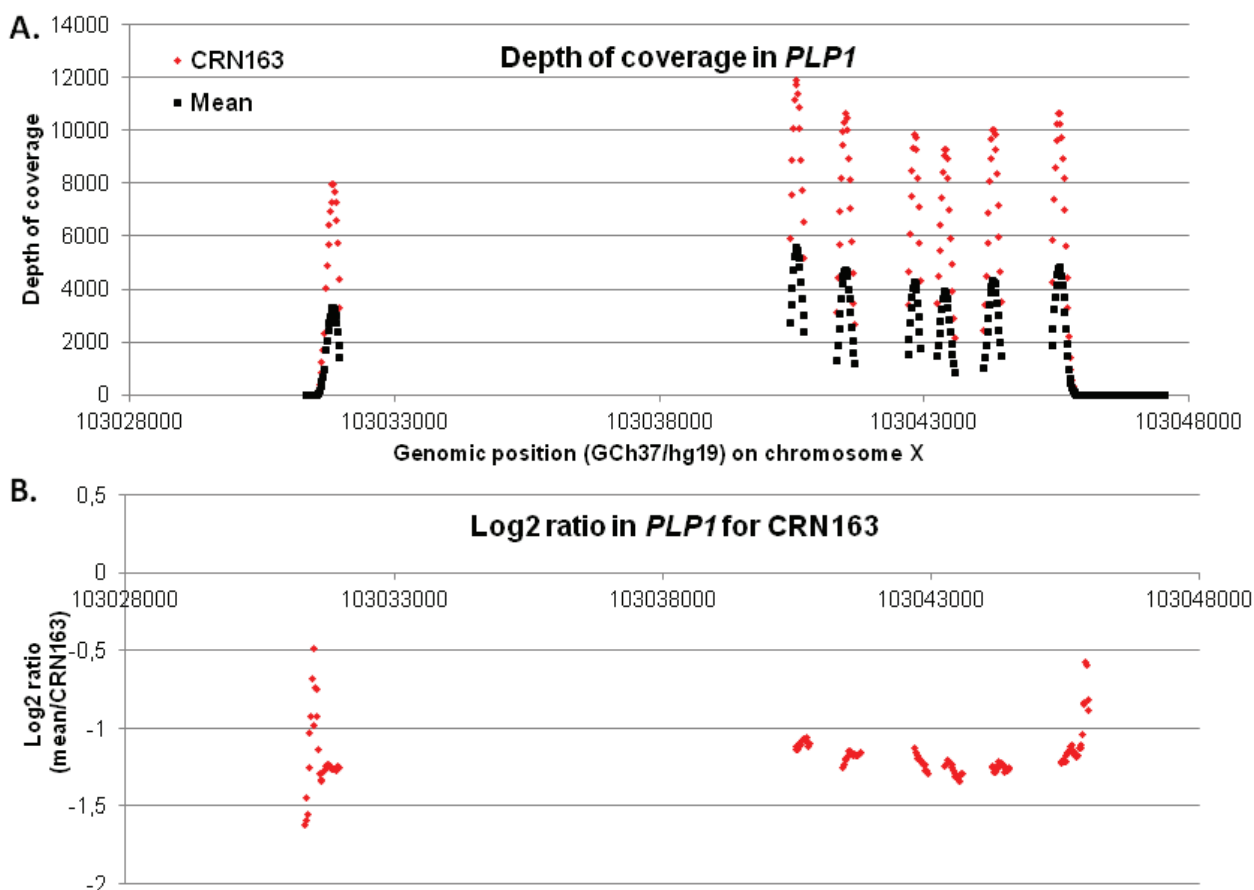 A.
Depth of coverage in PLP1
CRN163
Mean
Depth of coverage
14000
12000
10000
8000
6000
4000
2000
0
103028000 103033000 103038000 103043000 103048000
Genomic position (GCh37/hg19) on chromosome X
B.
Log2 ratio in PLP1 for CRN163
Log2 ratio
(mean/CRN163)
0,5
0
103028000 103033000 103038000 103043000 103048000
-0,5
-1
-1,5
-2